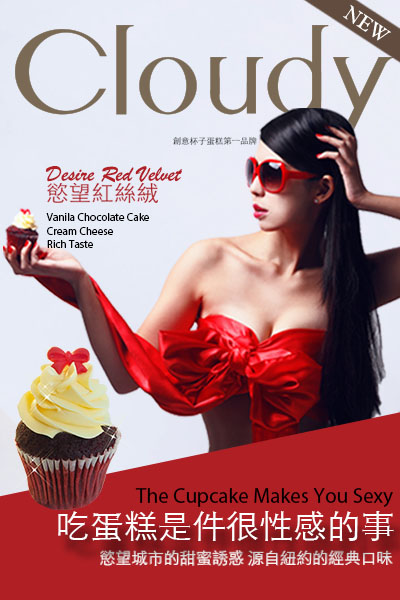 NEW
Cloudy
創意杯子蛋糕第一品牌
Desire Red Velvet
慾望紅絲絨
Vanila Chocolate Cake
Cream Cheese
Rich Taste
The Cupcake Makes You Sexy
吃蛋糕是件很性感的事
慾望城市的甜蜜誘惑 源自紐約的經典口味